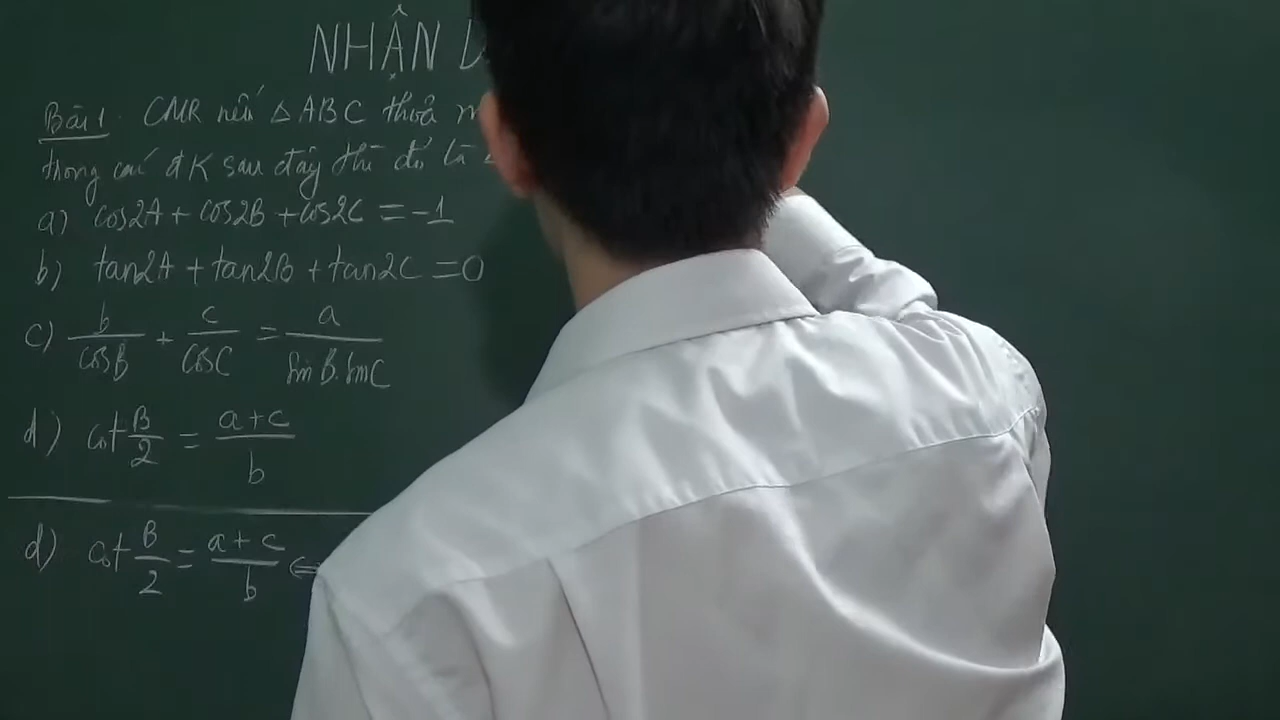 NHẬN
Bài 1. CMR nếu △ABC thoả
trong các đK sau đây thì đó là
a) cos2A + cos2B + cos2C = -1
b) tan2A + tan2B + tan2C = 0
c) b/cosB + c/cosC = a/sinB.sinC
d) cot B/2 = a+c/b
d) cot B/2 = a+c/b ⇔